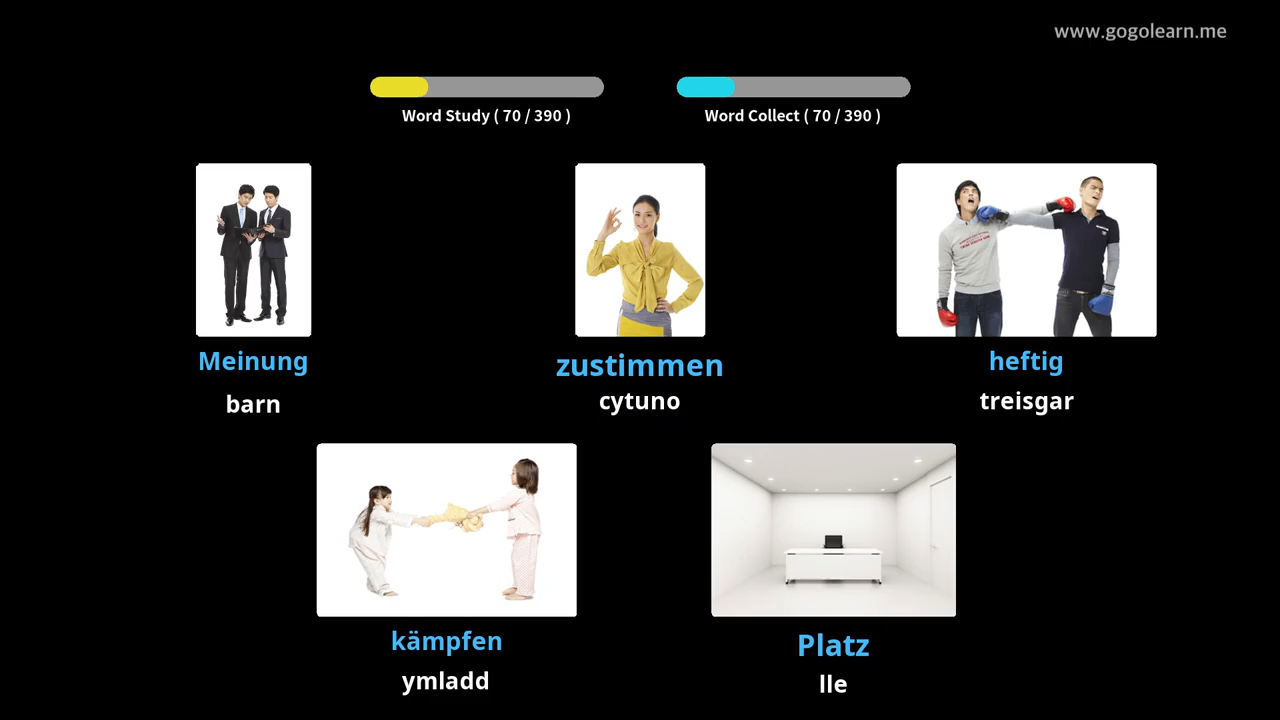 www.gogolearn.me
Word Study ( 70 / 390 )
Word Collect ( 70 / 390 )
Meinung
barn
zustimmen
cytuno
heftig
treisgar
kämpfen
ymladd
Platz
lle